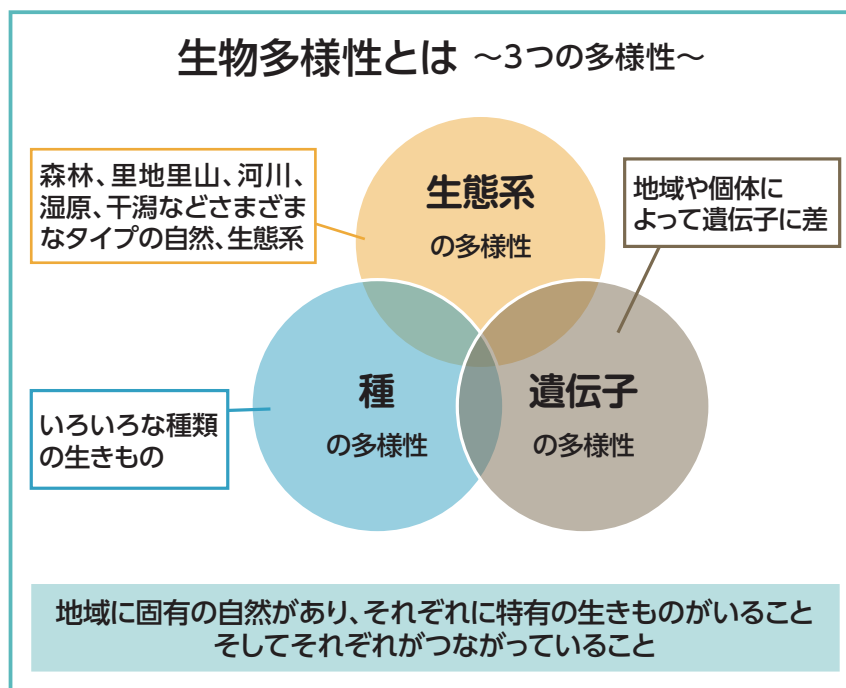 生物多様性とは ～3つの多様性～
森林、里地里山、河川、
湿原、干潟などさまざま
なタイプの自然、生態系
生態系
の多様性
地域や個体に
よって遺伝子に差
種
の多様性
遺伝子
の多様性
いろいろな種類
の生きもの
地域に固有の自然があり、それぞれに特有の生きものがいること
そしてそれぞれがつながっていること